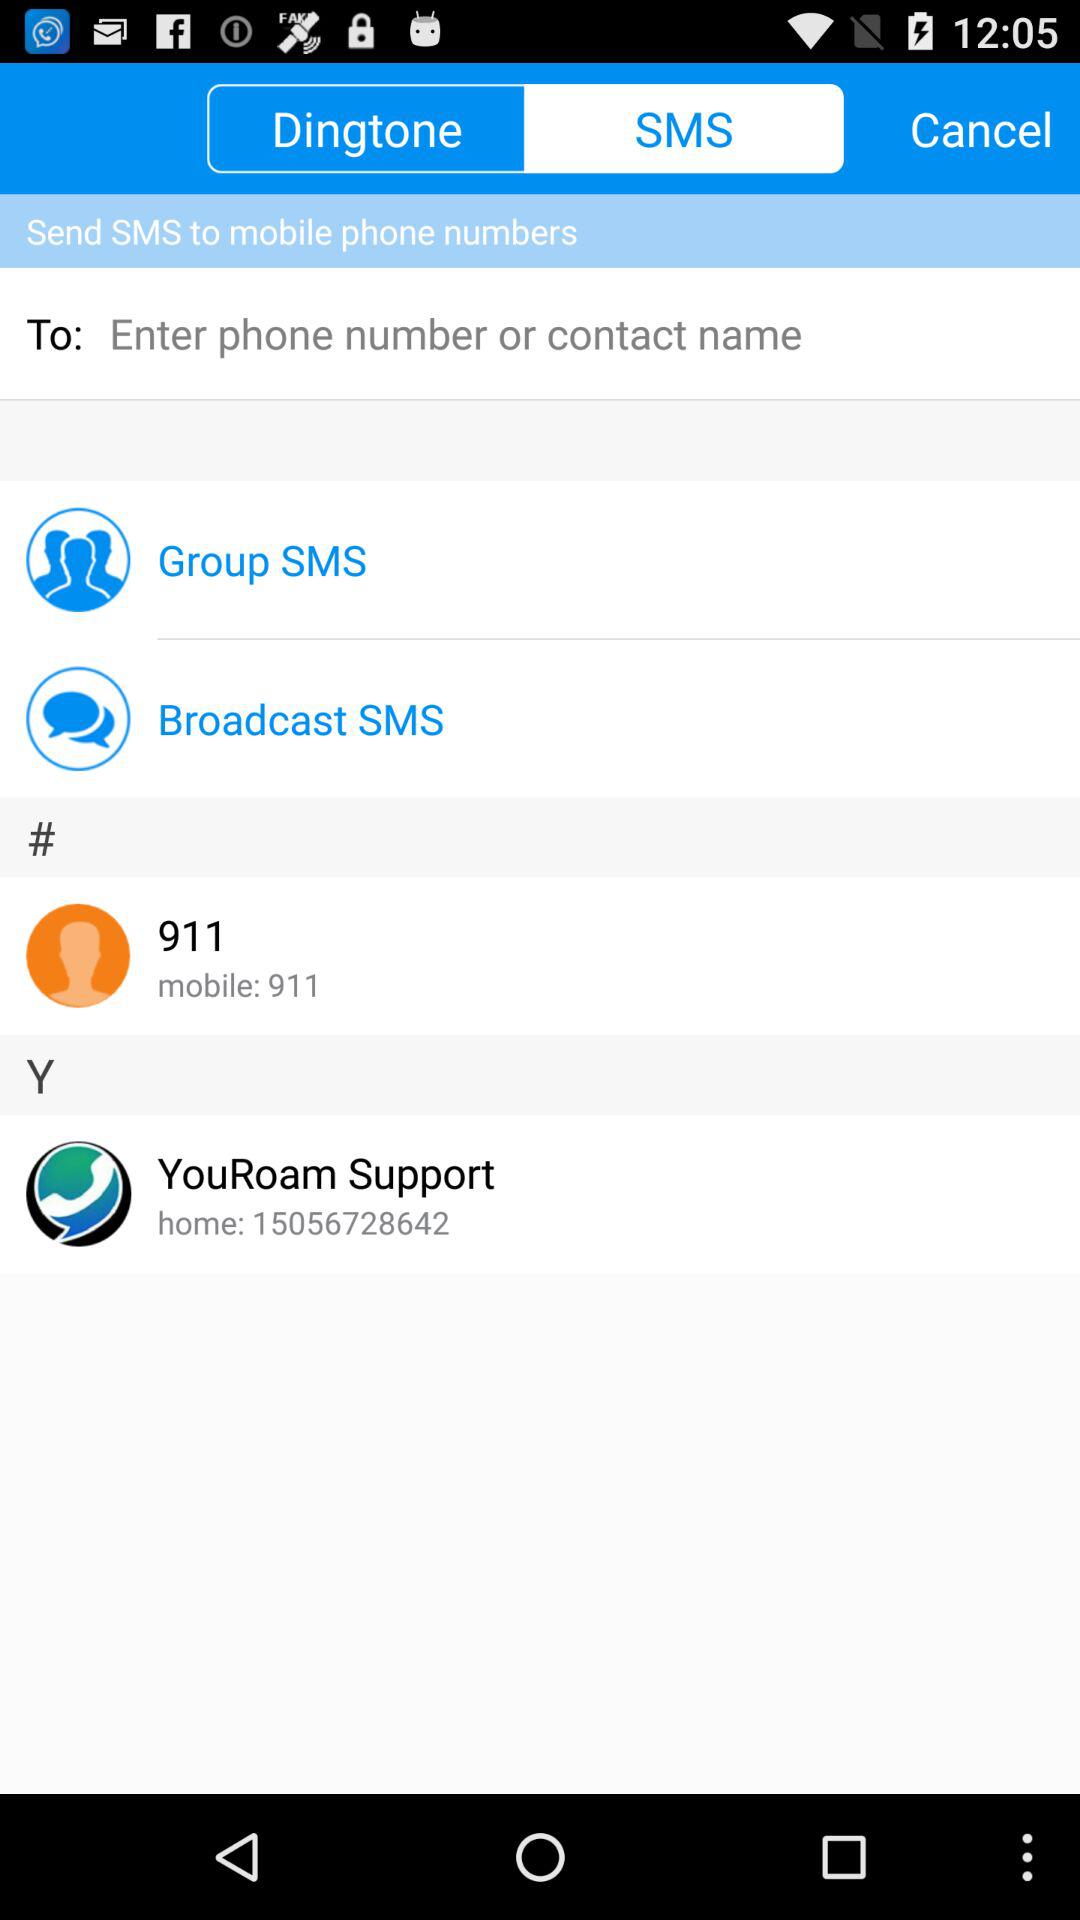 FAKE
12:05
Dingtone SMS Cancel
Send SMS to mobile phone numbers
To: Enter phone number or contact name
Group SMS
Broadcast SMS
#
911
mobile: 911
Y
YouRoam Support
home: 15056728642